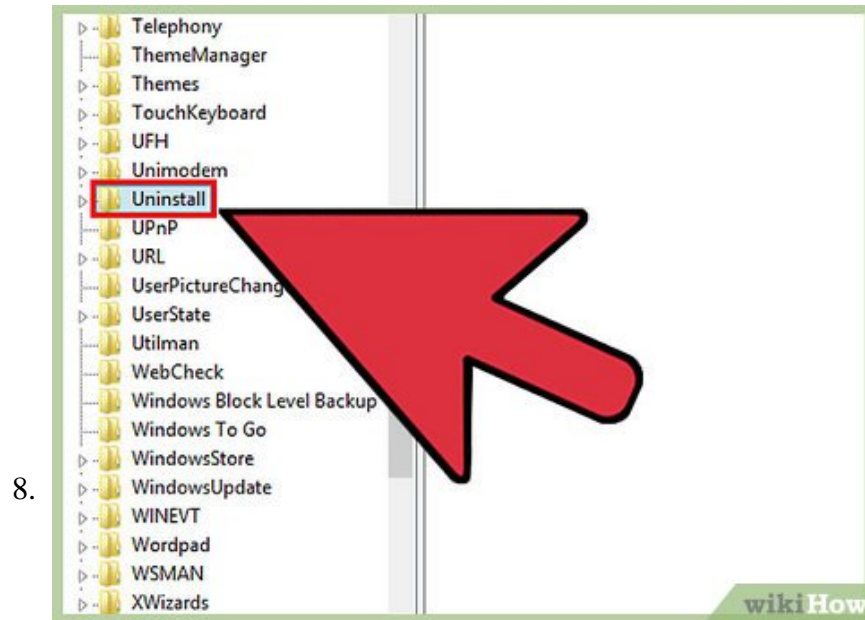 Telephony
ThemeManager
Themes
TouchKeyboard
UFH
Unimodem
Uninstall
UPnP
URL
UserPictureChang
UserState
Utilman
WebCheck
Windows Block Level Backup
Windows To Go
WindowsStore
8.
WindowsUpdate
WINEVT
Wordpad
WSMAN
XWizards
wikiHow